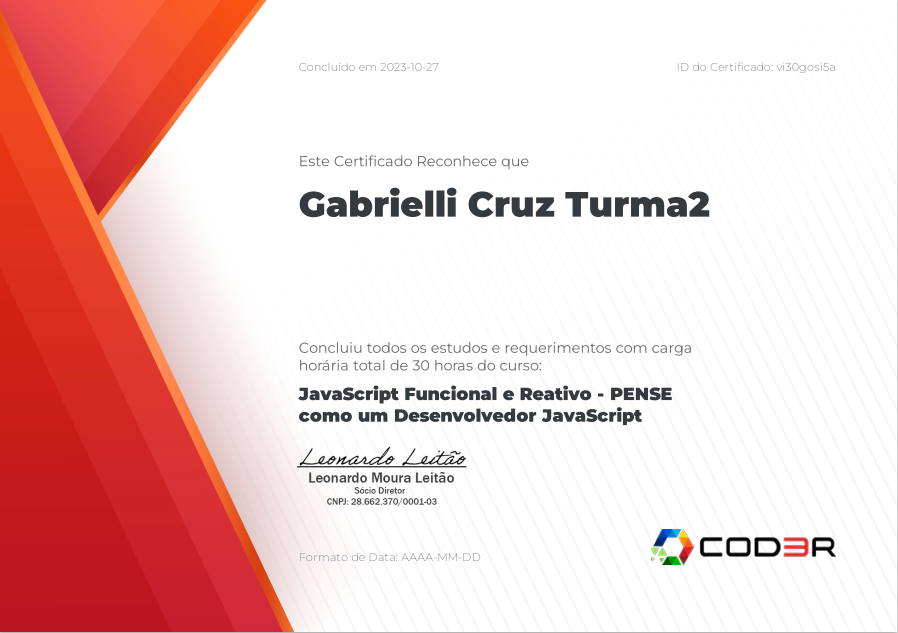 Concluído em 2023-10-27
ID do Certificado: vi30gosi5a
Este Certificado Reconhece que
Gabrielli Cruz Turma2
Concluiu todos os estudos e requerimentos com carga
horária total de 30 horas do curso:
JavaScript Funcional e Reativo - PENSE
como um Desenvolvedor JavaScript
Leonardo Leitão
Leonardo Moura Leitão
Sócio Diretor
CNPJ: 28.662.370/0001-03
Formato de Data: AAAA-MM-DD
COD3R